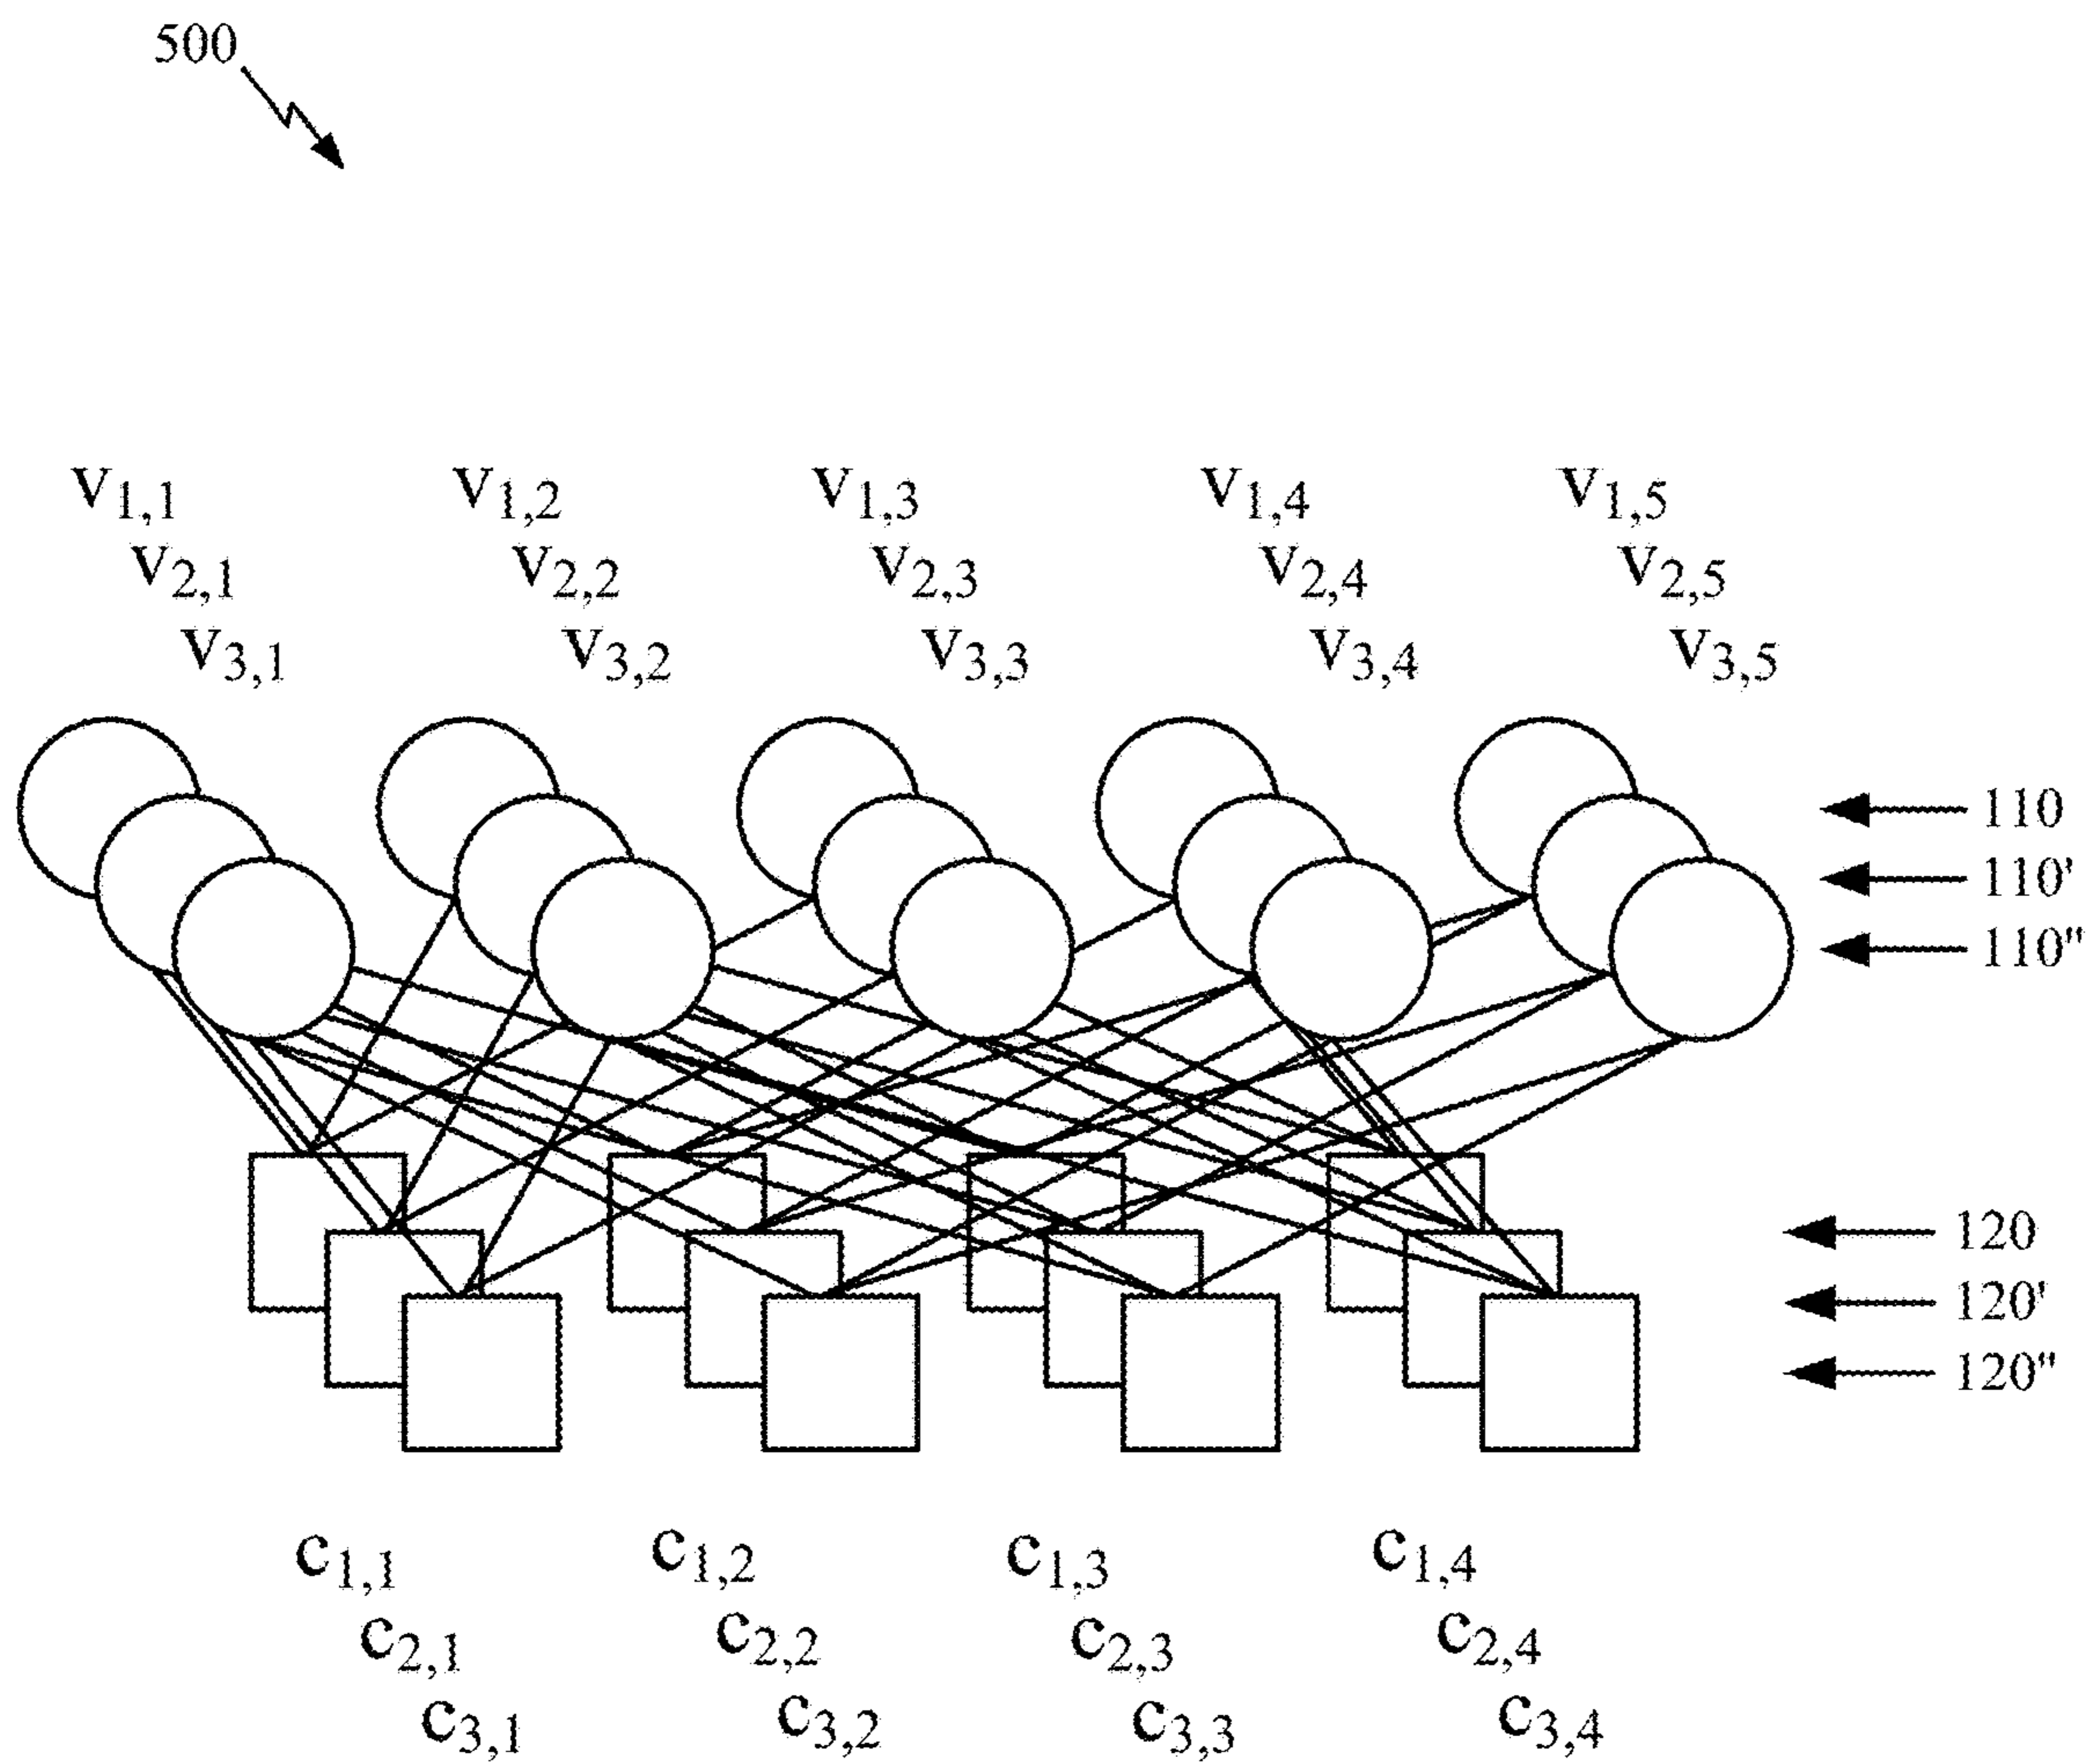 500
v1,1 v1,2 v1,3 v1,4 v1,5
v2,1 v2,2 v2,3 v2,4 v2,5
v3,1 v3,2 v3,3 v3,4 v3,5
110
110'
110"
120
120'
120"
c1,1 c1,2 c1,3 c1,4
c2,1 c2,2 c2,3 c2,4
c3,1 c3,2 c3,3 c3,4